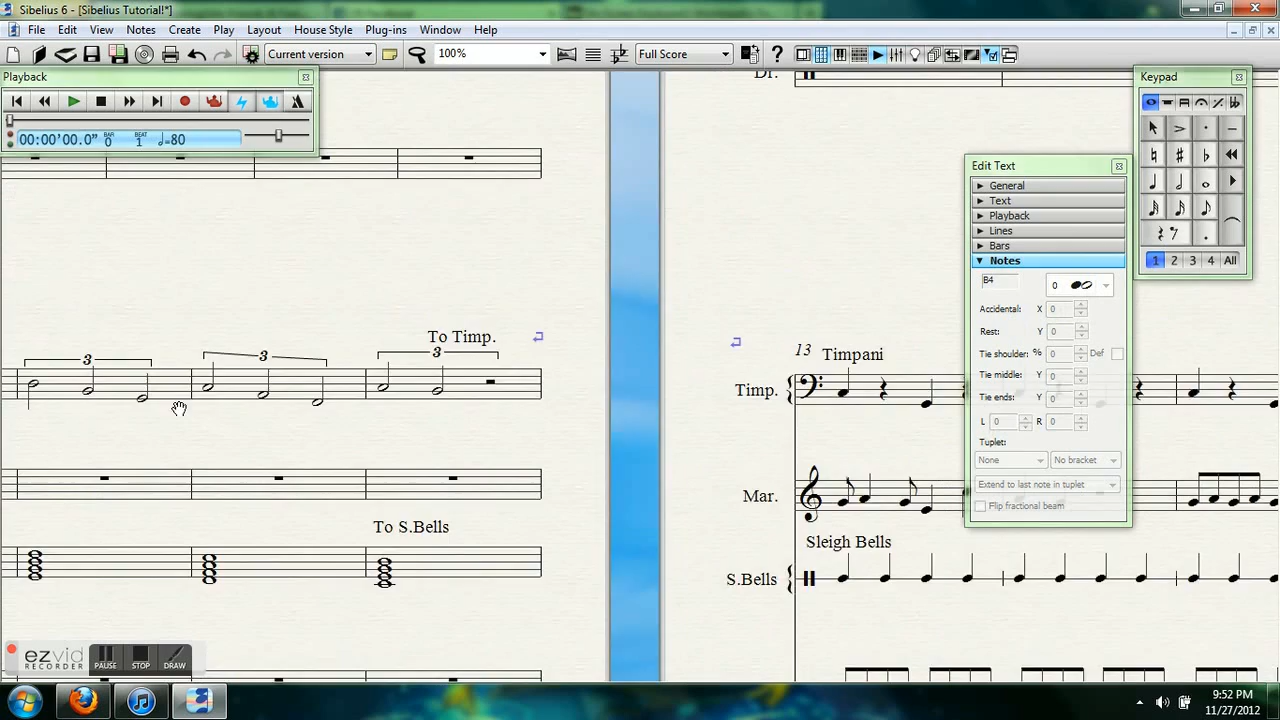 Sibelius 6 - [Sibelius Tutorial!*]
File Edit View Notes Create Play Layout House Style Plug-ins Window Help
Current version 100% Full Score ?
Playback
00:00'00.0" BAR 0 BEAT 1 =80
Keypad
1 2 3 4 All
Edit Text
General
Text
Playback
Lines
Bars
Notes
B4 0
Accidental: X 0
Rest: Y 0
Tie shoulder: % 0 Def
Tie middle: Y 0
Tie ends: Y 0
L 0 R 0
Tuplet:
None No bracket
Extend to last note in tuplet
Flip fractional beam
Dr.
To Timp.
3 3 3
To S.Bells
13 Timpani
Timp.
Mar.
Sleigh Bells
S.Bells
ezvid
RECORDER
PAUSE STOP DRAW
9:52 PM
11/27/2012